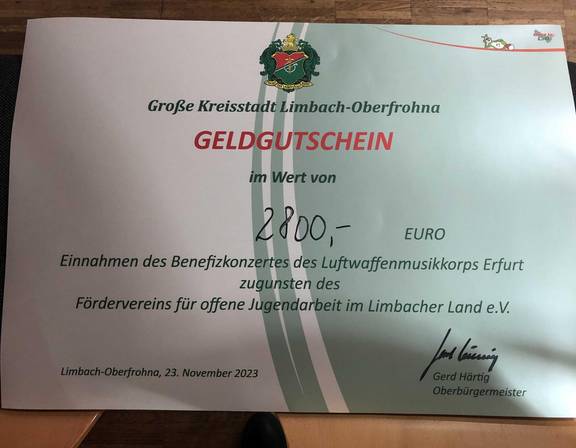 Große Kreisstadt Limbach-Oberfrohna
GELDGUTSCHEIN
im Wert von
2800,- EURO
Einnahmen des Benefizkonzertes des Luftwaffenmusikkorps Erfurt
zugunsten des
Fördervereins für offene Jugendarbeit im Limbacher Land e.V.
Limbach-Oberfrohna, 23. November 2023
Gerd Härtig
Oberbürgermeister